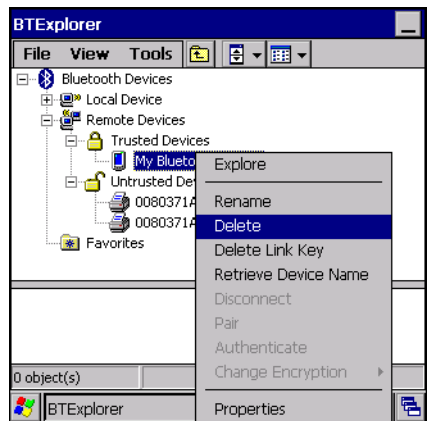 BTExplorer
File View Tools
Bluetooth Devices
Local Device
Remote Devices
Trusted Devices
My Blueto
Untrusted De
0080371A
0080371A
Favorites
Explore
Rename
Delete
Delete Link Key
Retrieve Device Name
Disconnect
Pair
Authenticate
Change Encryption
Properties
0 object(s)
BTExplorer